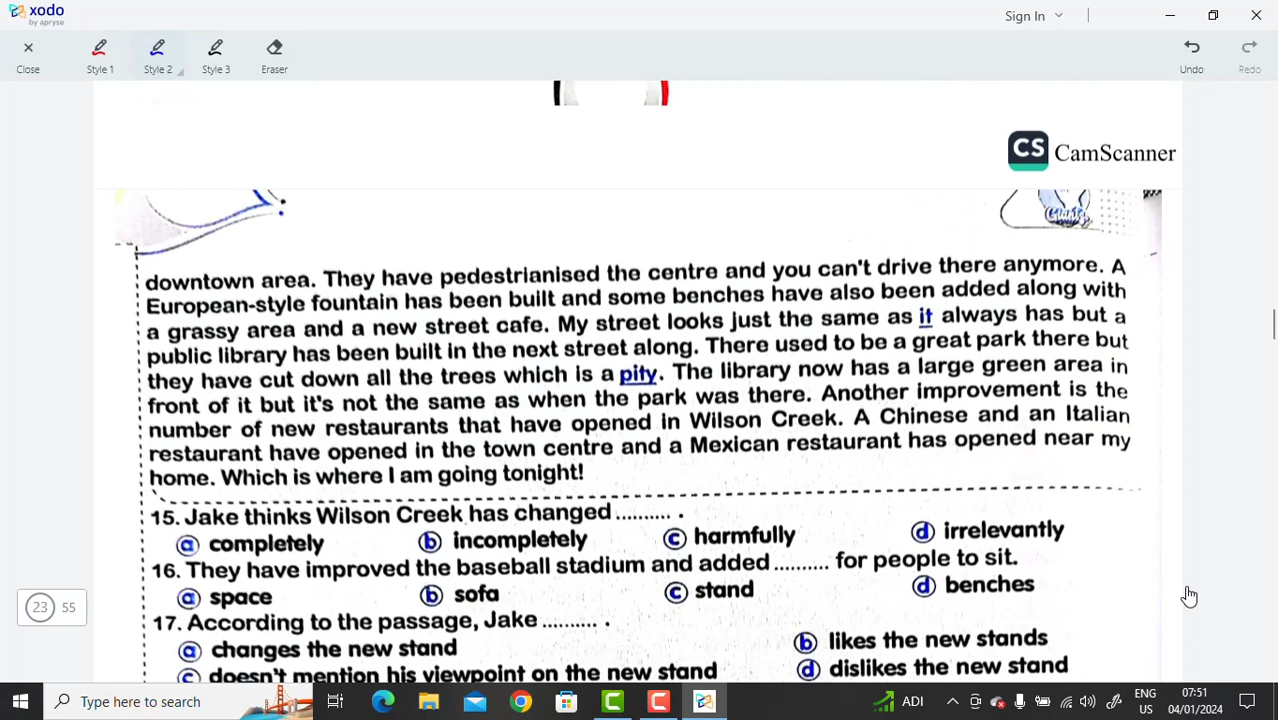 xodo
by apryse
Sign In
Close
Style 1
Style 2
Style 3
Eraser
Undo
Redo
CS CamScanner
Giants
downtown area. They have pedestrianised the centre and you can't drive there anymore. A
European-style fountain has been built and some benches have also been added along with
a grassy area and a new street cafe. My street looks just the same as it always has but a
public library has been built in the next street along. There used to be a great park there but
they have cut down all the trees which is a pity. The library now has a large green area in
front of it but it's not the same as when the park was there. Another improvement is the
number of new restaurants that have opened in Wilson Creek. A Chinese and an Italian
restaurant have opened in the town centre and a Mexican restaurant has opened near my
home. Which is where I am going tonight!
15. Jake thinks Wilson Creek has changed .......... .
a completely b incompletely c harmfully d irrelevantly
16. They have improved the baseball stadium and added .......... for people to sit.
a space b sofa c stand d benches
17. According to the passage, Jake .......... .
a changes the new stand b likes the new stands
c doesn't mention his viewpoint on the new stand d dislikes the new stand
23 55
Type here to search
ADI
ENG
US
07:51
04/01/2024